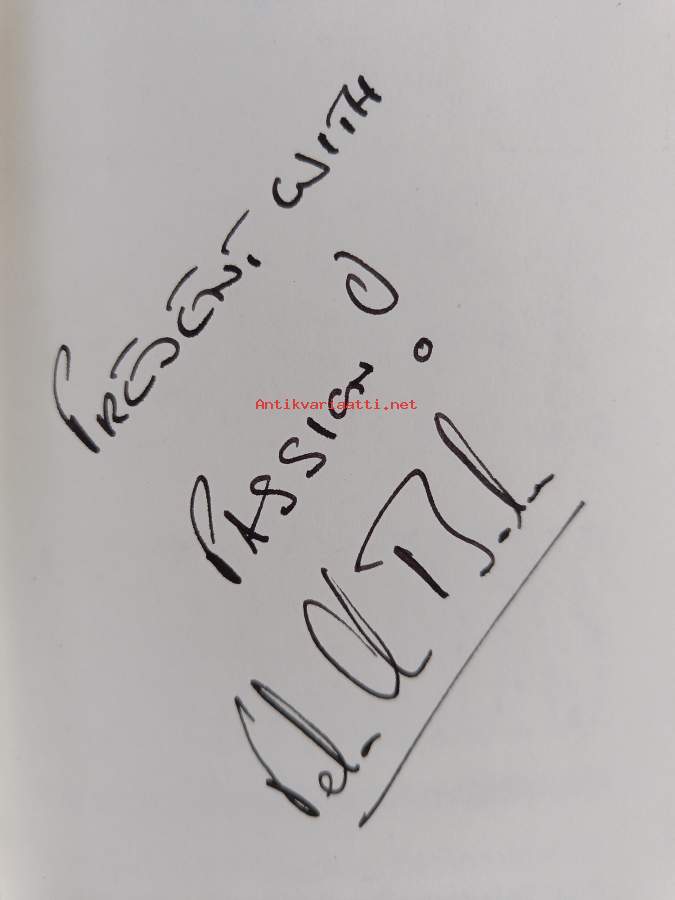 PRESENT WITH
PASSION!
Antikvariaatti.net